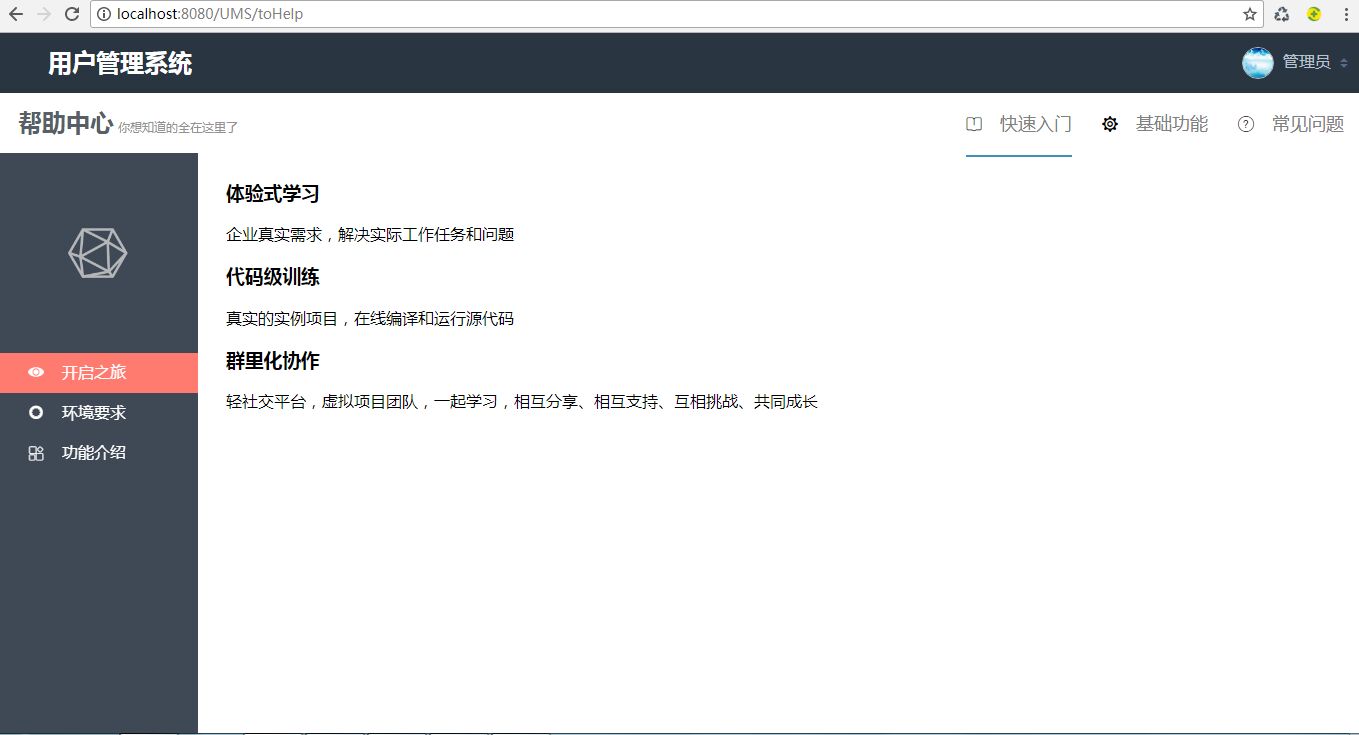 localhost:8080/UMS/toHelp
用户管理系统
管理员
帮助中心 你想知道的全在这里了
快速入门 基础功能 常见问题
体验式学习
企业真实需求，解决实际工作任务和问题
代码级训练
真实的实例项目，在线编译和运行源代码
群里化协作
轻社交平台，虚拟项目团队，一起学习，相互分享、相互支持、互相挑战、共同成长
开启之旅
环境要求
功能介绍